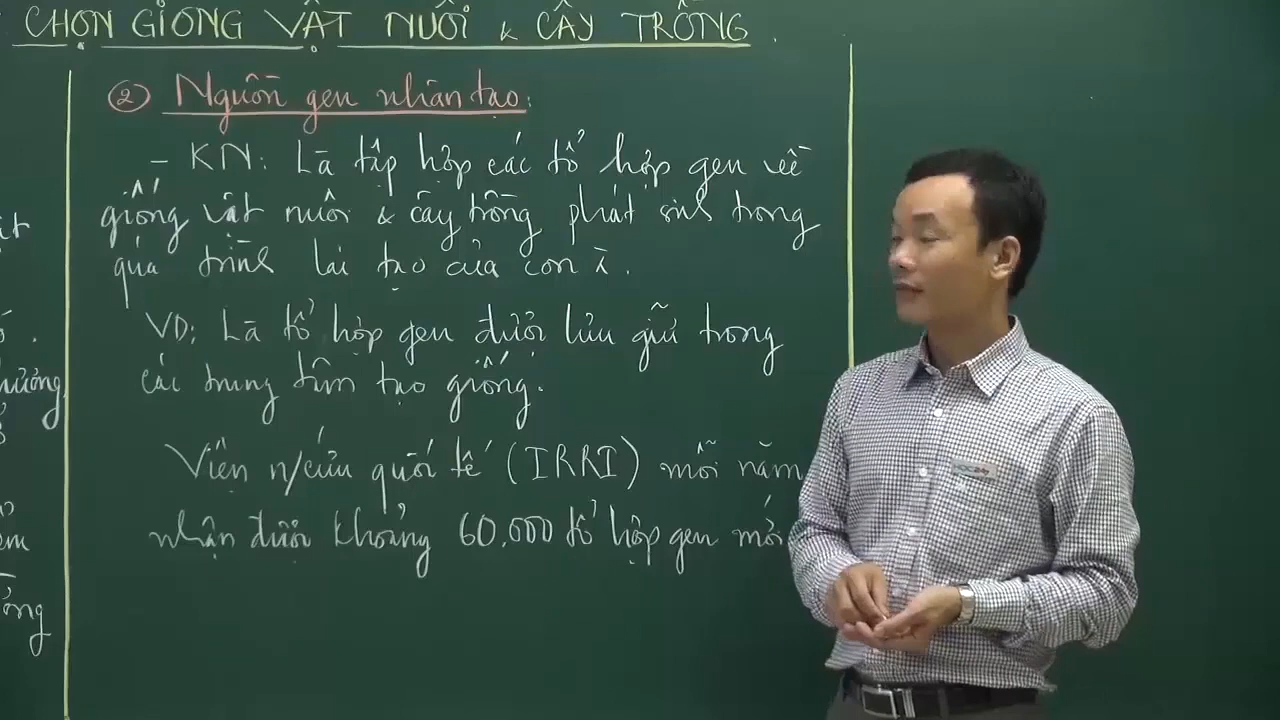 CHỌN GIỐNG VẬT NUÔI & CÂY TRỒNG.
② Nguồn gen nhân tạo:
- KN: Là tập hợp các tổ hợp gen về
giống vật nuôi & cây trồng phát sinh trong
quá trình lai tạo của con
VD: Là tổ hợp gen được lưu giữ trong
các trung tâm tạo giống.
Viện n/cứu quốc tế (IRRI) mỗi năm
nhận được khoảng 60.000 tổ hợp gen mới